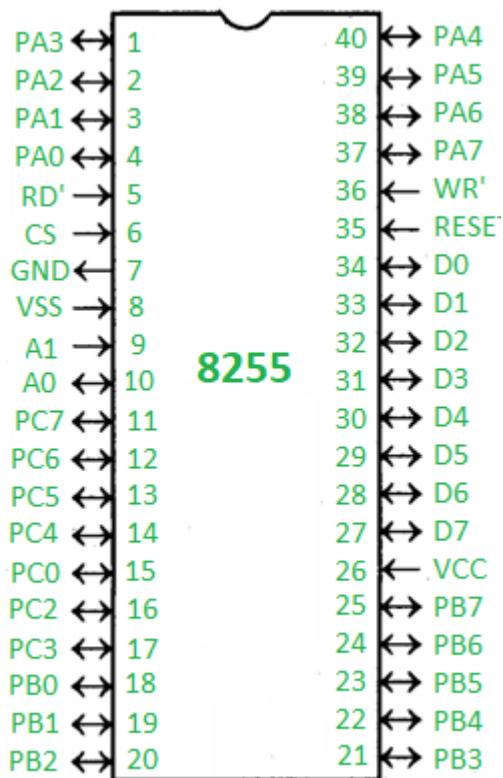 PA3 1 40 PA4
PA2 2 39 PA5
PA1 3 38 PA6
PA0 4 37 PA7
RD' 5 36 WR'
CS 6 35 RESET
GND 7 34 D0
VSS 8 33 D1
A1 9 32 D2
A0 10 8255 31 D3
PC7 11 30 D4
PC6 12 29 D5
PC5 13 28 D6
PC4 14 27 D7
PC0 15 26 VCC
PC2 16 25 PB7
PC3 17 24 PB6
PB0 18 23 PB5
PB1 19 22 PB4
PB2 20 21 PB3